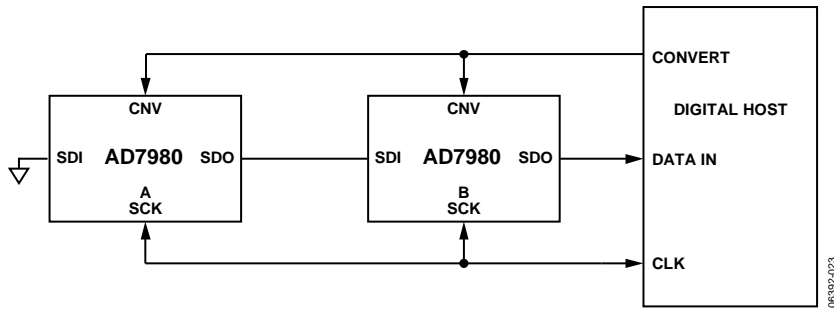 CONVERT
CNV
CNV
DIGITAL HOST
SDI AD7980 SDO
SDI AD7980 SDO
DATA IN
A
SCK
B
SCK
CLK
06392-023